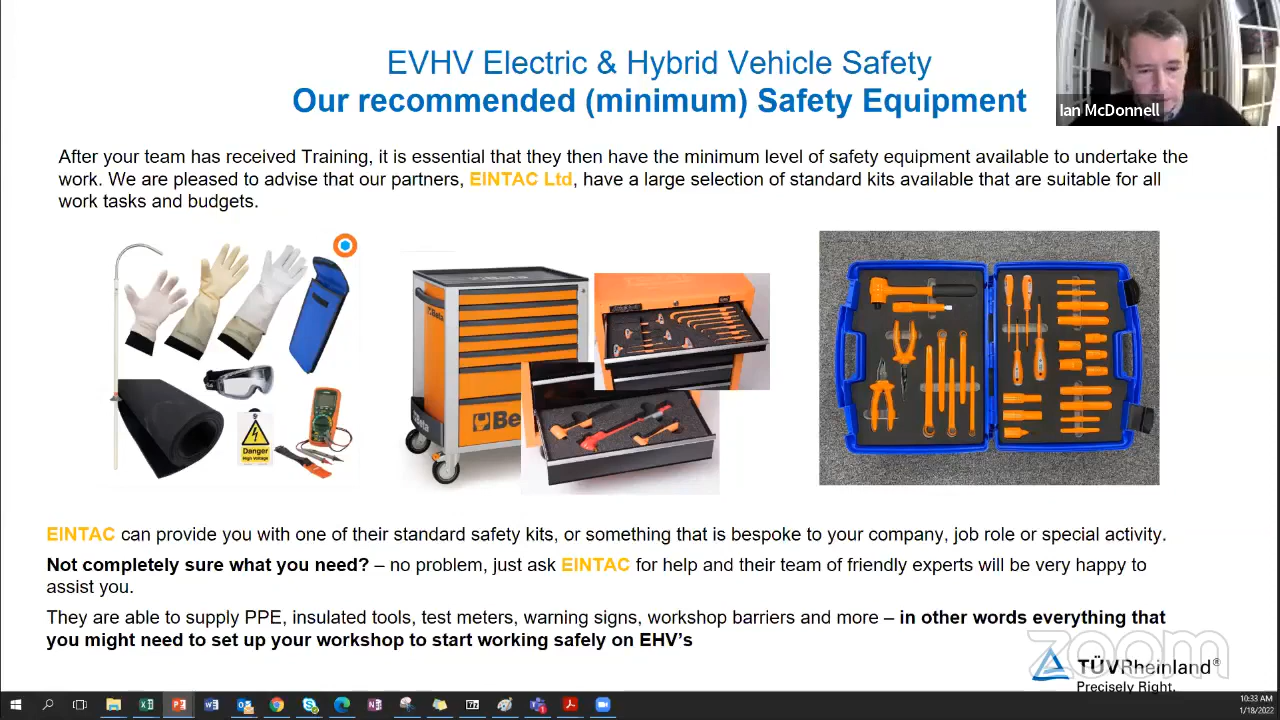 EVHV Electric & Hybrid Vehicle Safety
Our recommended (minimum) Safety Equipment
Ian McDonnell
After your team has received Training, it is essential that they then have the minimum level of safety equipment available to undertake the
work. We are pleased to advise that our partners, EINTAC Ltd, have a large selection of standard kits available that are suitable for all
work tasks and budgets.
Beta
Beta
Be
Danger
High Voltage
EINTAC can provide you with one of their standard safety kits, or something that is bespoke to your company, job role or special activity.
Not completely sure what you need? – no problem, just ask EINTAC for help and their team of friendly experts will be very happy to
assist you.
They are able to supply PPE, insulated tools, test meters, warning signs, workshop barriers and more – in other words everything that
you might need to set up your workshop to start working safely on EHV's
zoom
TÜVRheinland®
Precisely Right.
10:33 AM
1/18/2022